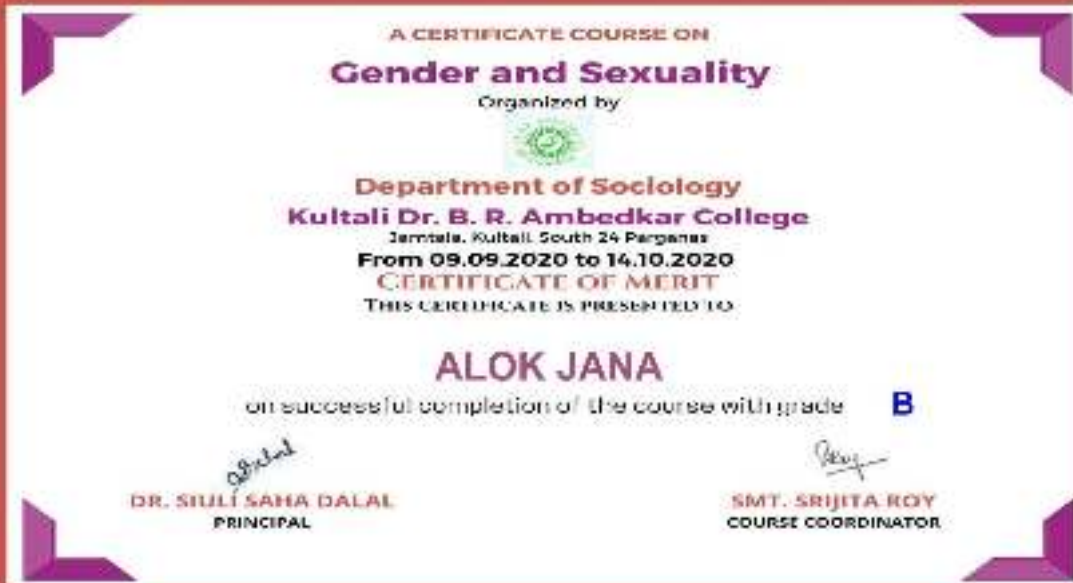 A CERTIFICATE COURSE ON
Gender and Sexuality
Organized by
Department of Sociology
Kultali Dr. B. R. Ambedkar College
Jamtala, Kultali, South 24 Parganas
From 09.09.2020 to 14.10.2020
CERTIFICATE OF MERIT
THIS CERTIFICATE IS PRESENTED TO
ALOK JANA
on successful completion of the course with grade B
DR. SIULI SAHA DALAL
PRINCIPAL
SMT. SRIJITA ROY
COURSE COORDINATOR